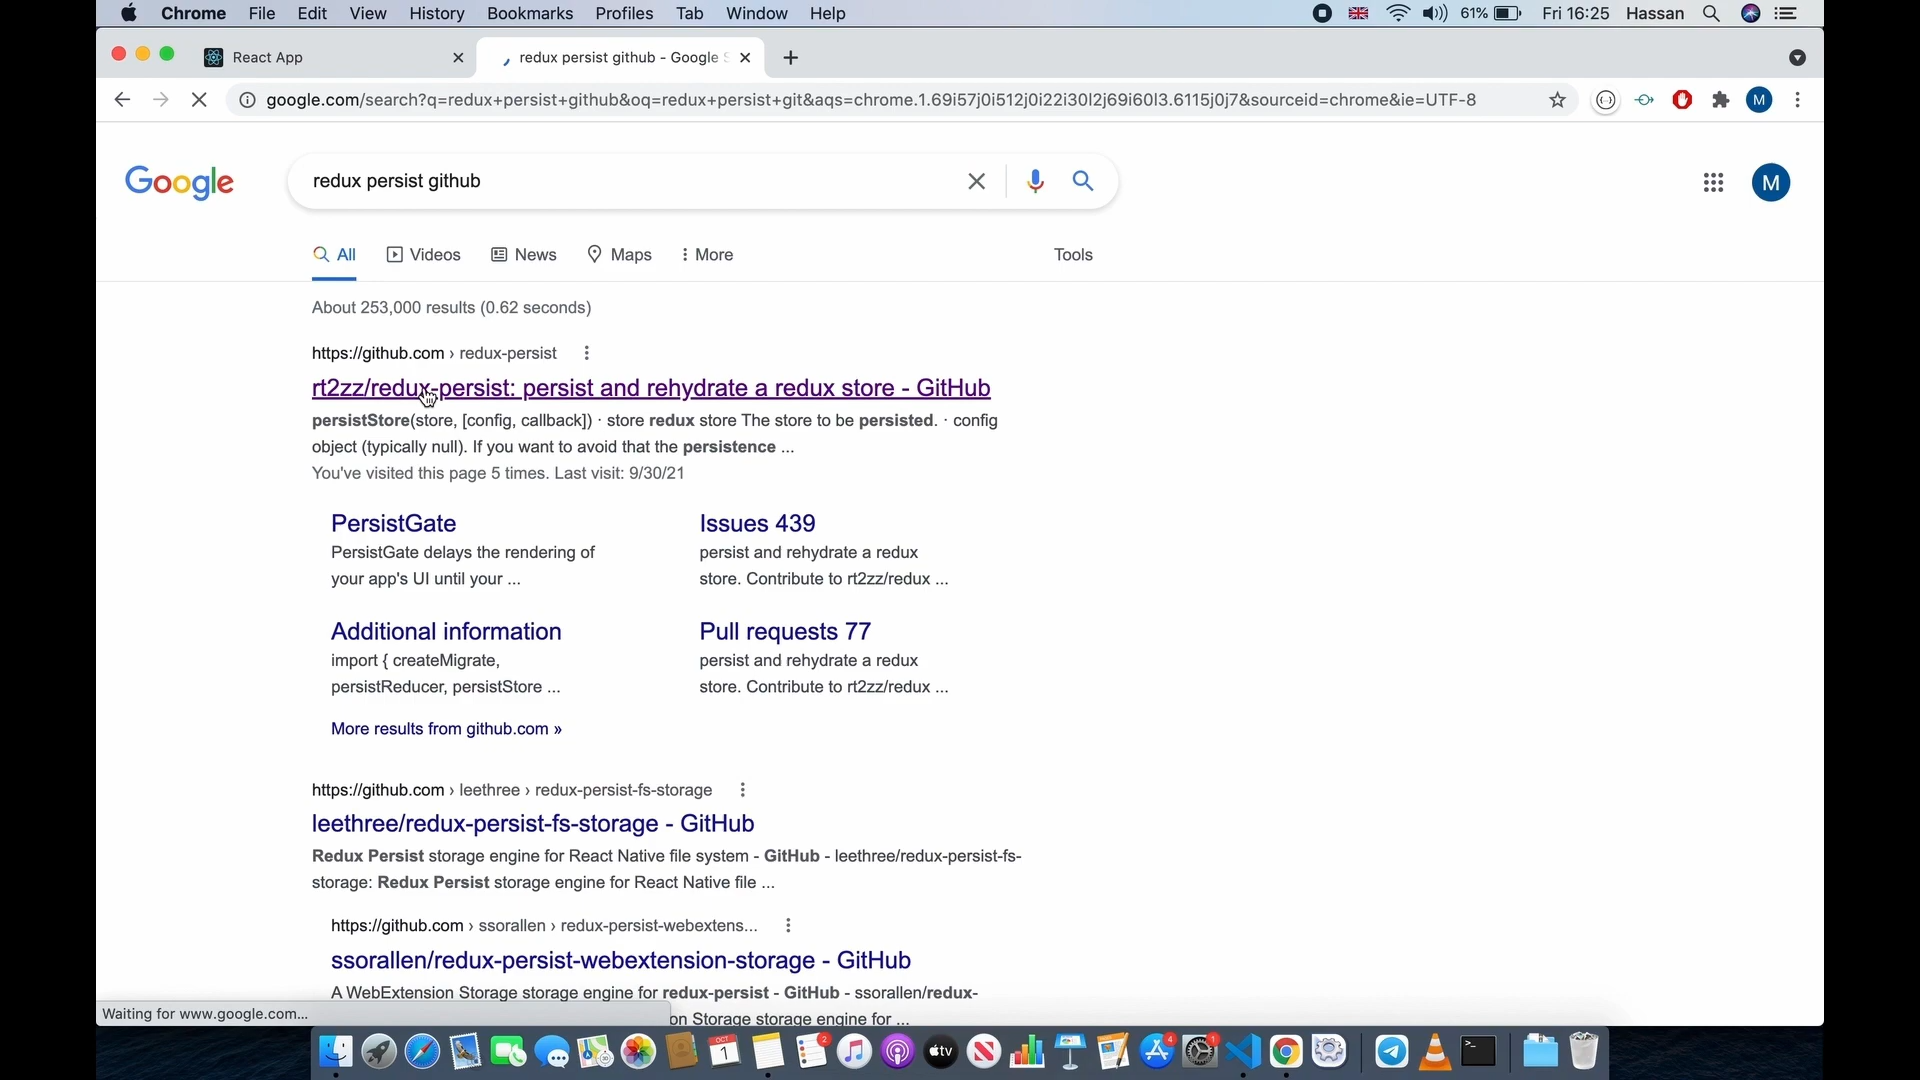 Chrome File Edit View History Bookmarks Profiles Tab Window Help 61% Fri 16:25 Hassan
React App redux persist github - Google S
google.com/search?q=redux+persist+github&oq=redux+persist+git&aqs=chrome.1.69i57j0i512j0i22i30l2j69i60l3.6115j0j7&sourceid=chrome&ie=UTF-8 M
Google redux persist github M
All Videos News Maps More Tools
About 253,000 results (0.62 seconds)
https://github.com › redux-persist
rt2zz/redux-persist: persist and rehydrate a redux store - GitHub
persistStore(store, [config, callback]) · store redux store The store to be persisted. · config
object (typically null). If you want to avoid that the persistence ...
You've visited this page 5 times. Last visit: 9/30/21
PersistGate
PersistGate delays the rendering of
your app's UI until your ...
Issues 439
persist and rehydrate a redux
store. Contribute to rt2zz/redux ...
Additional information
import { createMigrate,
persistReducer, persistStore ...
Pull requests 77
persist and rehydrate a redux
store. Contribute to rt2zz/redux ...
More results from github.com »
https://github.com › leethree › redux-persist-fs-storage
leethree/redux-persist-fs-storage - GitHub
Redux Persist storage engine for React Native file system - GitHub - leethree/redux-persist-fs-
storage: Redux Persist storage engine for React Native file ...
https://github.com › ssorallen › redux-persist-webextens...
ssorallen/redux-persist-webextension-storage - GitHub
A WebExtension Storage storage engine for redux-persist - GitHub - ssorallen/redux-
on Storage storage engine for ...
Waiting for www.google.com...
OCT
1 2 tv 4 1